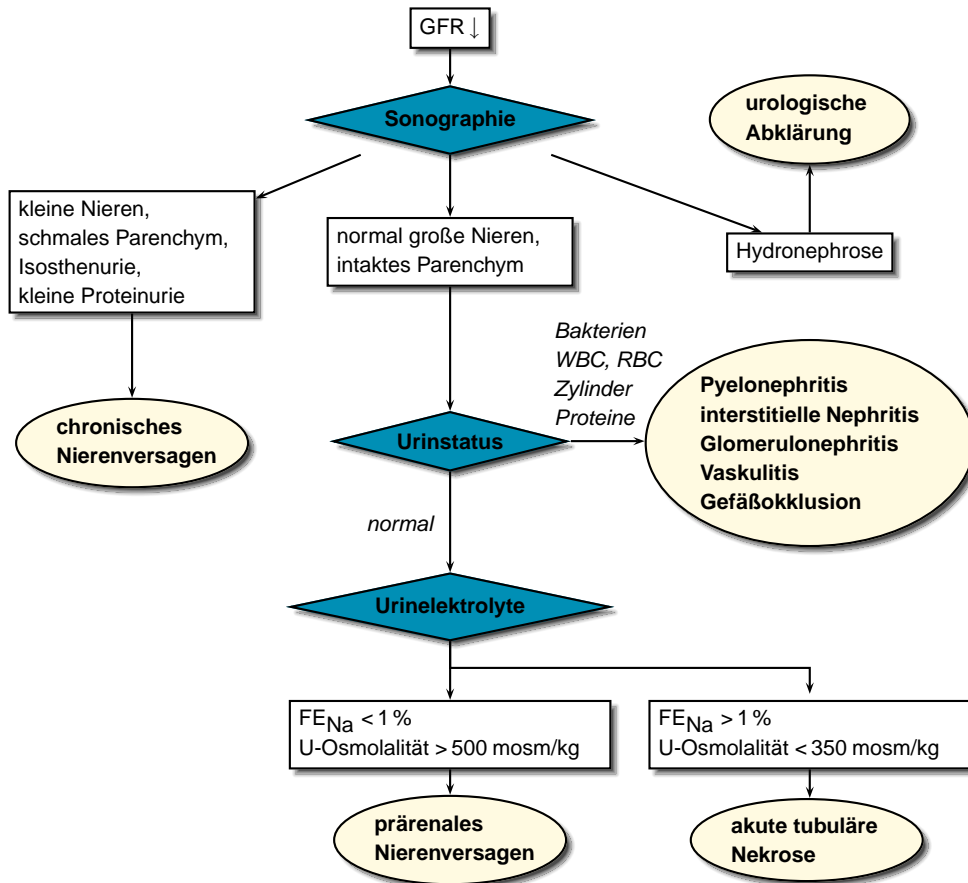 GFR ↓
Sonographie
urologische
Abklärung
kleine Nieren,
schmales Parenchym,
Isosthenurie,
kleine Proteinurie
normal große Nieren,
intaktes Parenchym
Hydronephrose
chronisches
Nierenversagen
Bakterien
WBC, RBC
Zylinder
Proteine
Urinstatus
Pyelonephritis
interstitielle Nephritis
Glomerulonephritis
Vaskulitis
Gefäßokklusion
normal
Urinelektrolyte
FENa < 1 %
U-Osmolalität > 500 mosm/kg
FENa > 1 %
U-Osmolalität < 350 mosm/kg
prärenales
Nierenversagen
akute tubuläre
Nekrose